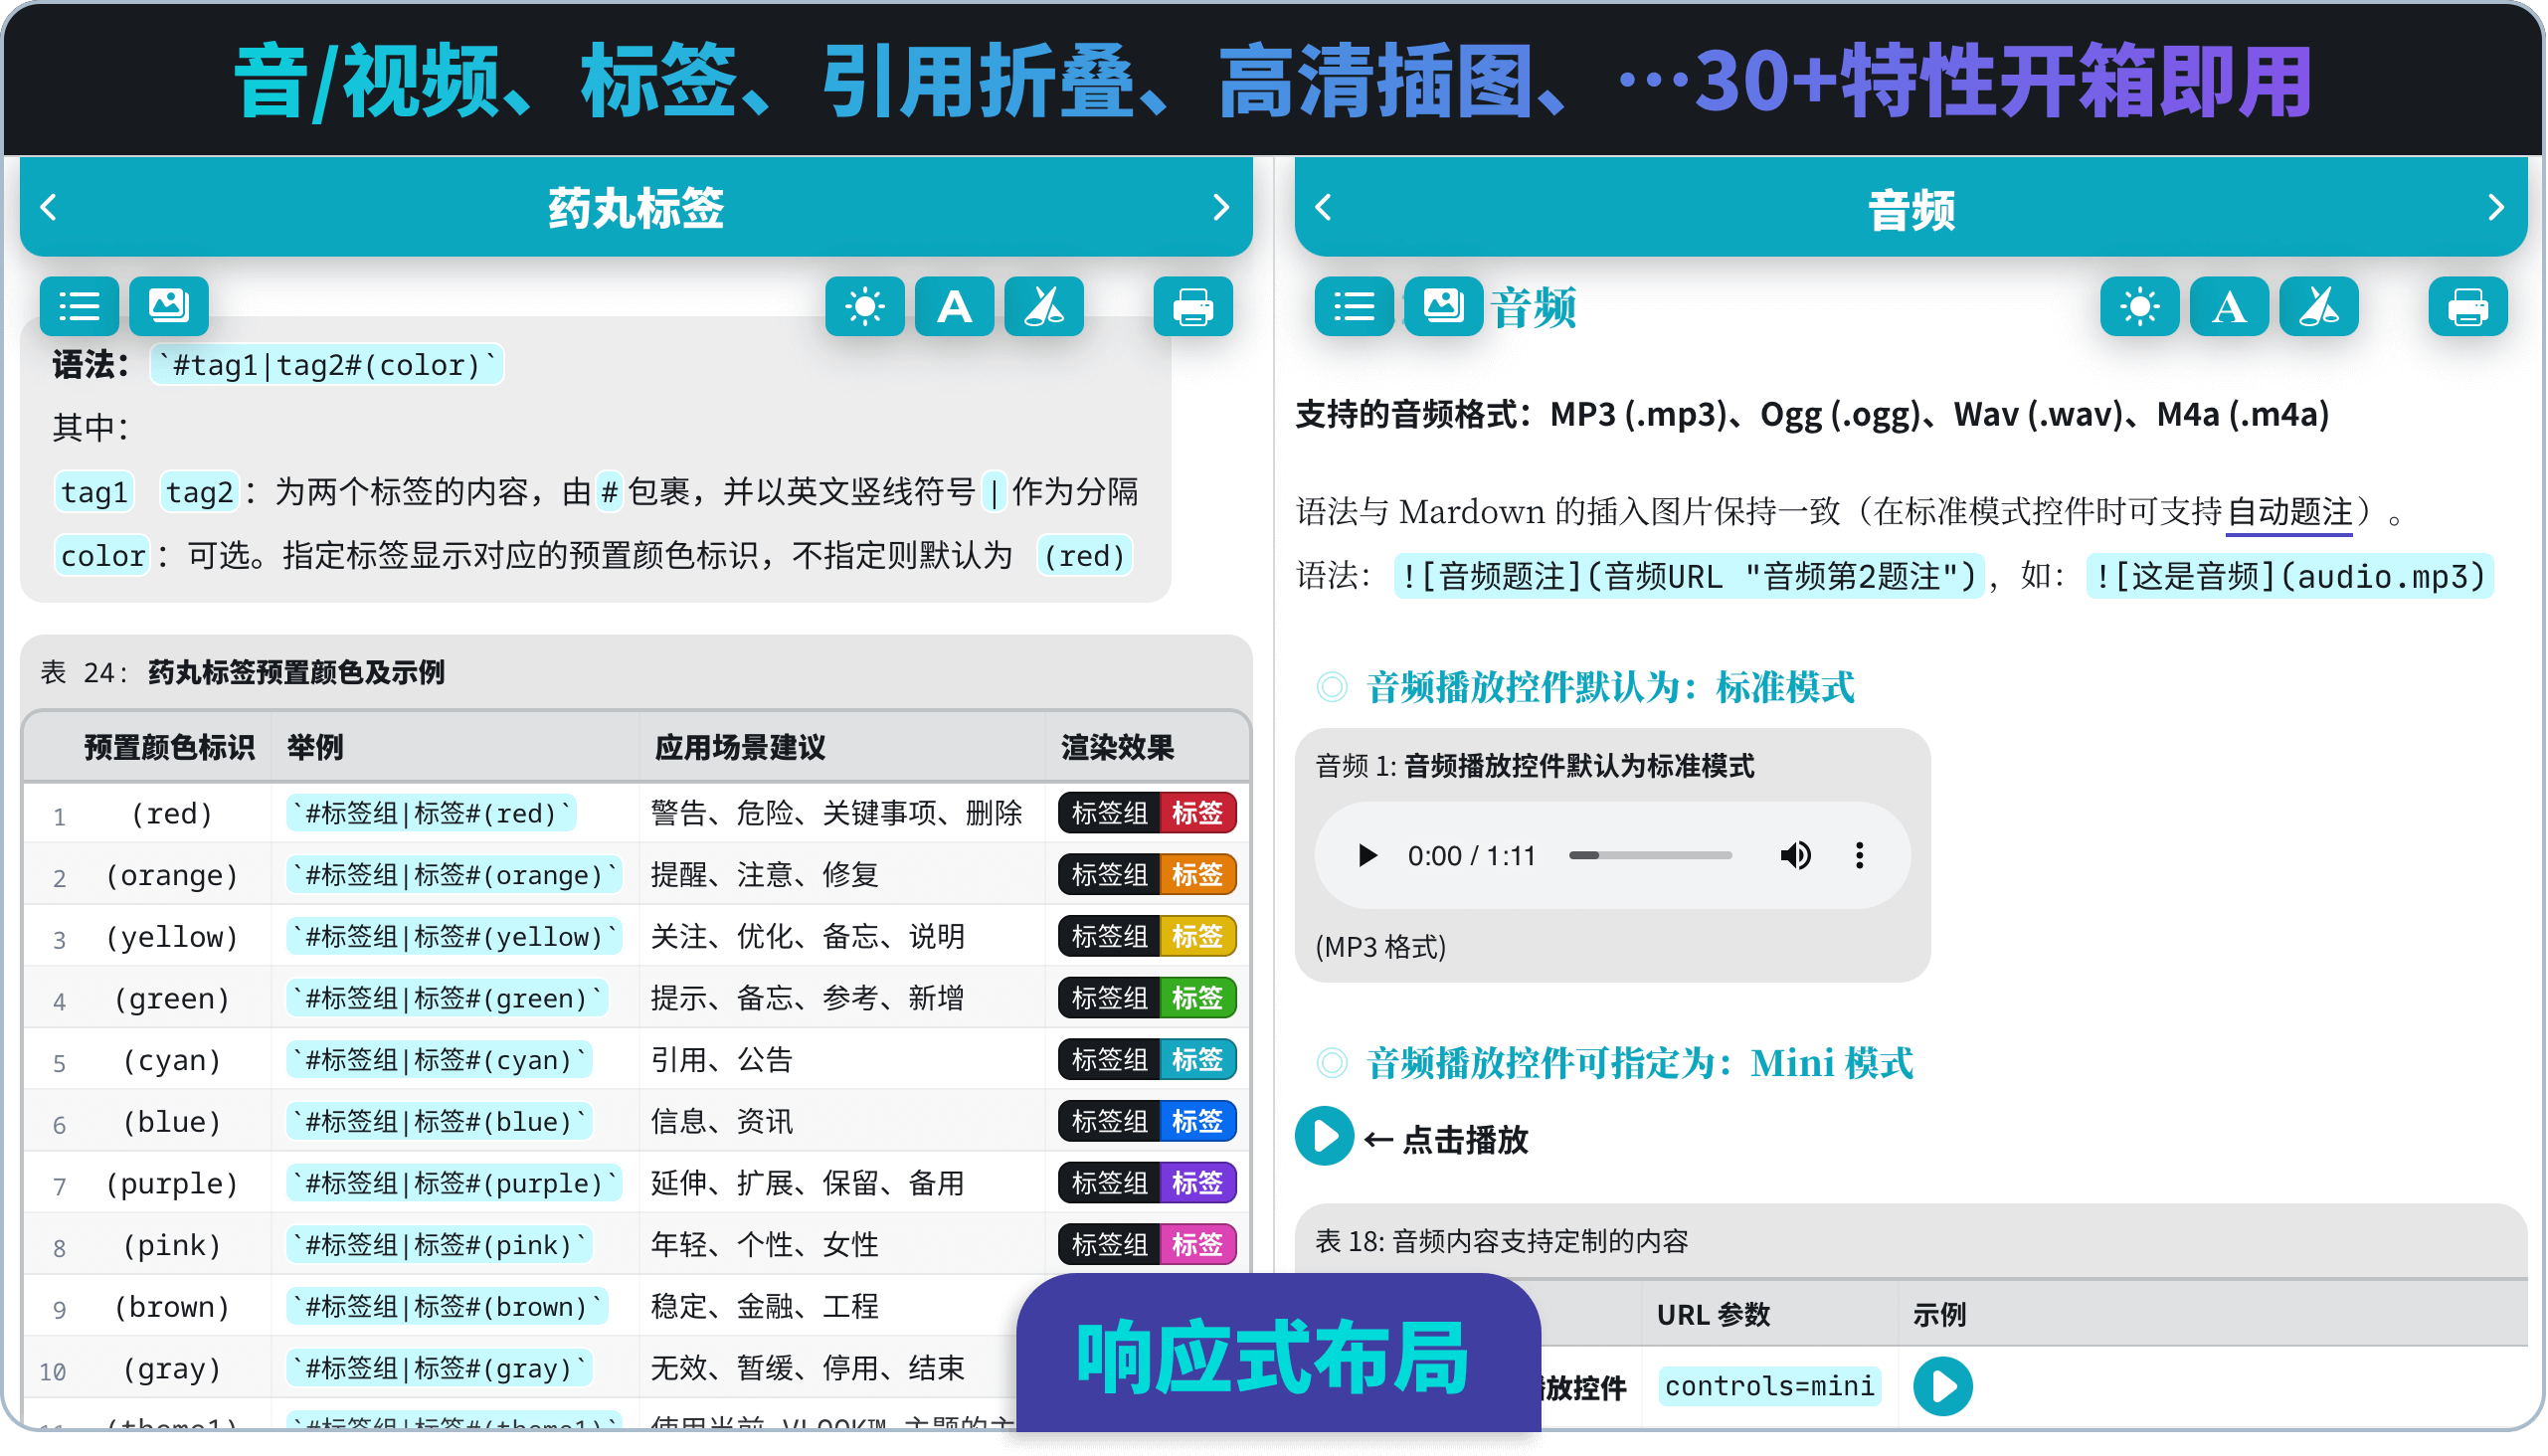 音/视频、标签、引用折叠、高清插图、…30+特性开箱即用
药丸标签
语法：`#tag1|tag2#(color)`
其中：
tag1 tag2：为两个标签的内容，由#包裹，并以英文竖线符号|作为分隔
color：可选。指定标签显示对应的预置颜色标识，不指定则默认为 (red)
表 24: 药丸标签预置颜色及示例
预置颜色标识 举例 应用场景建议 渲染效果
1 (red) `#标签组|标签#(red)` 警告、危险、关键事项、删除 标签组 标签
2 (orange) `#标签组|标签#(orange)` 提醒、注意、修复 标签组 标签
3 (yellow) `#标签组|标签#(yellow)` 关注、优化、备忘、说明 标签组 标签
4 (green) `#标签组|标签#(green)` 提示、备忘、参考、新增 标签组 标签
5 (cyan) `#标签组|标签#(cyan)` 引用、公告 标签组 标签
6 (blue) `#标签组|标签#(blue)` 信息、资讯 标签组 标签
7 (purple) `#标签组|标签#(purple)` 延伸、扩展、保留、备用 标签组 标签
8 (pink) `#标签组|标签#(pink)` 年轻、个性、女性 标签组 标签
9 (brown) `#标签组|标签#(brown)` 稳定、金融、工程
10 (gray) `#标签组|标签#(gray)` 无效、暂缓、停用、结束
11 (theme1) `#标签组|标签#(theme1)` 使用当前 VLOOK™ 主题的主
音频
A
A
音频
支持的音频格式：MP3 (.mp3)、Ogg (.ogg)、Wav (.wav)、M4a (.m4a)
语法与 Mardown 的插入图片保持一致（在标准模式控件时可支持自动题注）。
语法： ![音频题注](音频URL "音频第2题注")，如： ![这是音频](audio.mp3)
音频播放控件默认为：标准模式
音频 1: 音频播放控件默认为标准模式
0:00 / 1:11
(MP3 格式)
音频播放控件可指定为：Mini 模式
← 点击播放
表 18: 音频内容支持定制的内容
URL 参数 示例
放控件 controls=mini
响应式布局